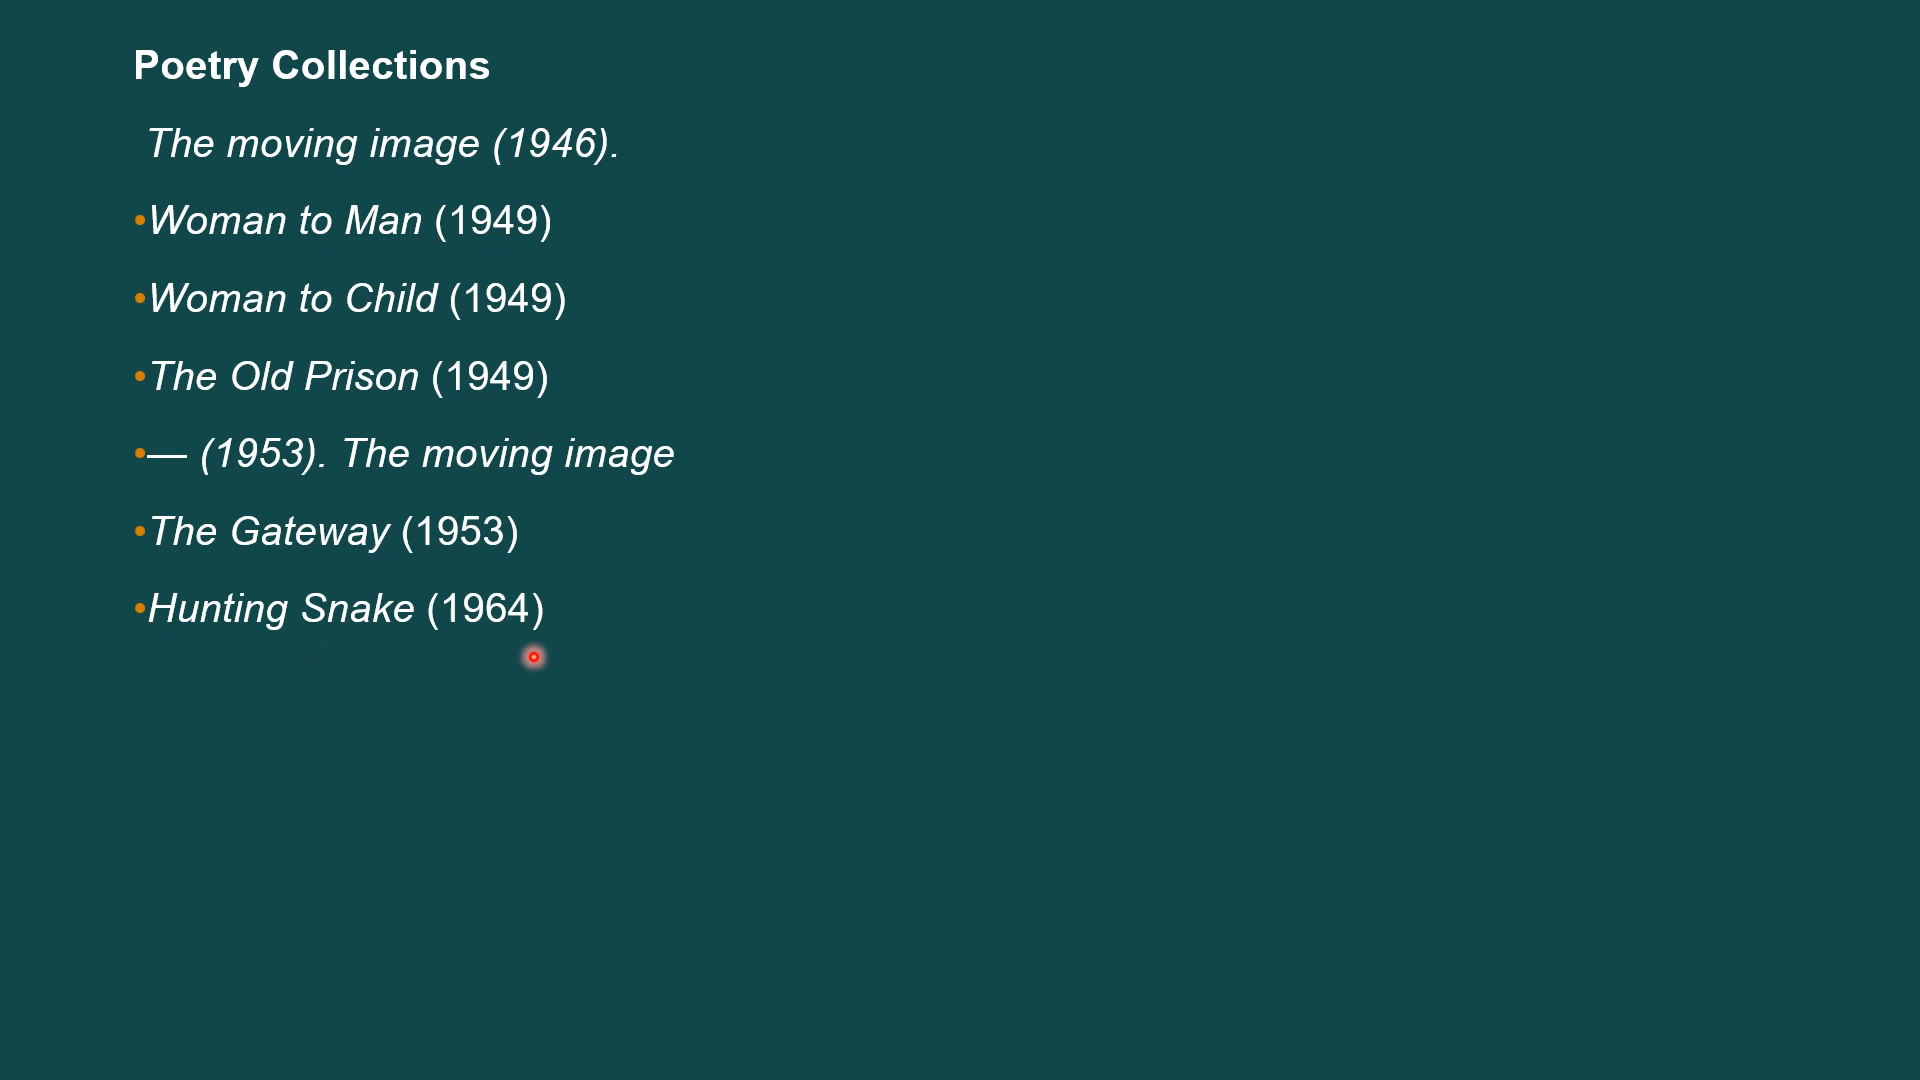 Poetry Collections
The moving image (1946).
•Woman to Man (1949)
•Woman to Child (1949)
•The Old Prison (1949)
•— (1953). The moving image
•The Gateway (1953)
•Hunting Snake (1964)